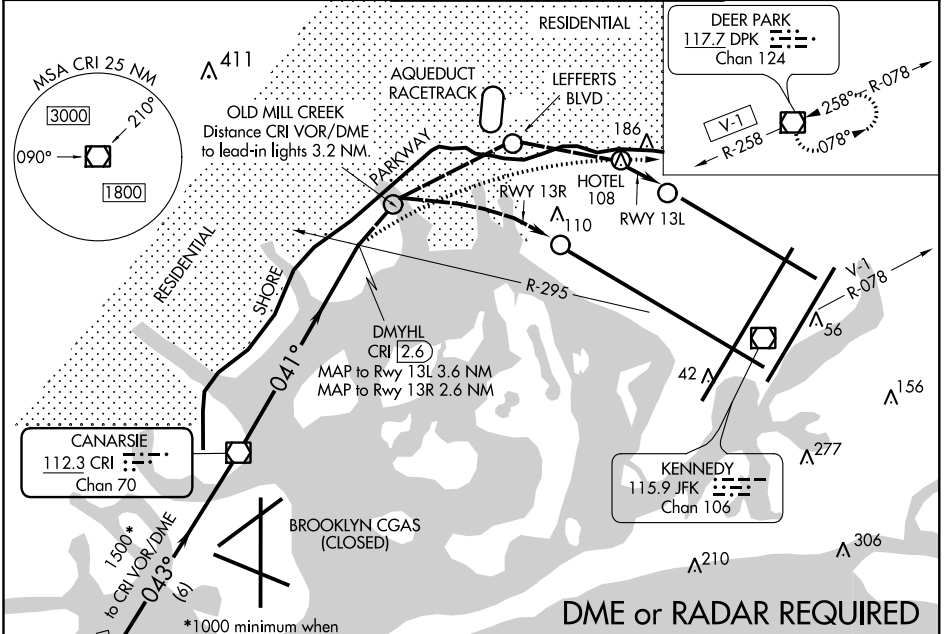 RESIDENTIAL
DEER PARK
117.7 DPK
Chan 124
258°
R-078
V-1
R-258
078°
MSA CRI 25 NM
3000
210°
090°
1800
411
AQUEDUCT
RACETRACK
LEFFERTS
BLVD
OLD MILL CREEK
Distance CRI VOR/DME
to lead-in lights 3.2 NM.
PARKWAY
186
HOTEL
108
RWY 13L
RWY 13R
110
RESIDENTIAL
SHORE
R-295
V-1
R-078
56
DMYHL
CRI 2.6
MAP to Rwy 13L 3.6 NM
MAP to Rwy 13R 2.6 NM
041°
42
156
CANARSIE
112.3 CRI
Chan 70
277
KENNEDY
115.9 JFK
Chan 106
BROOKLYN CGAS
(CLOSED)
1500*
to CRI VOR/DME
043°
(6)
210
306
*1000 minimum when
DME or RADAR REQUIRED